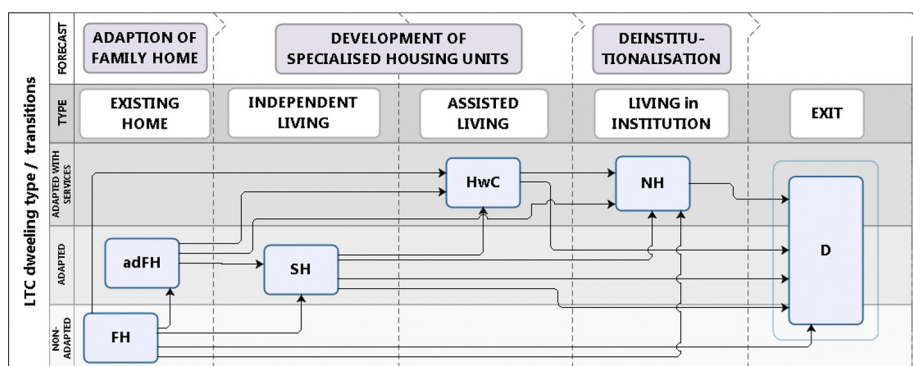 LTC dweeling type / transitions
FORECAST
ADAPTION OF
FAMILY HOME
DEVELOPMENT OF
SPECIALISED HOUSING UNITS
DEINSTITU-
TIONALISATION
TYPE
EXISTING
HOME
INDEPENDENT
LIVING
ASSISTED
LIVING
LIVING in
INSTITUTION
EXIT
ADAPTED WITH
SERVICES
HwC
NH
ADAPTED
adFH
SH
D
NON-
ADAPTED
FH